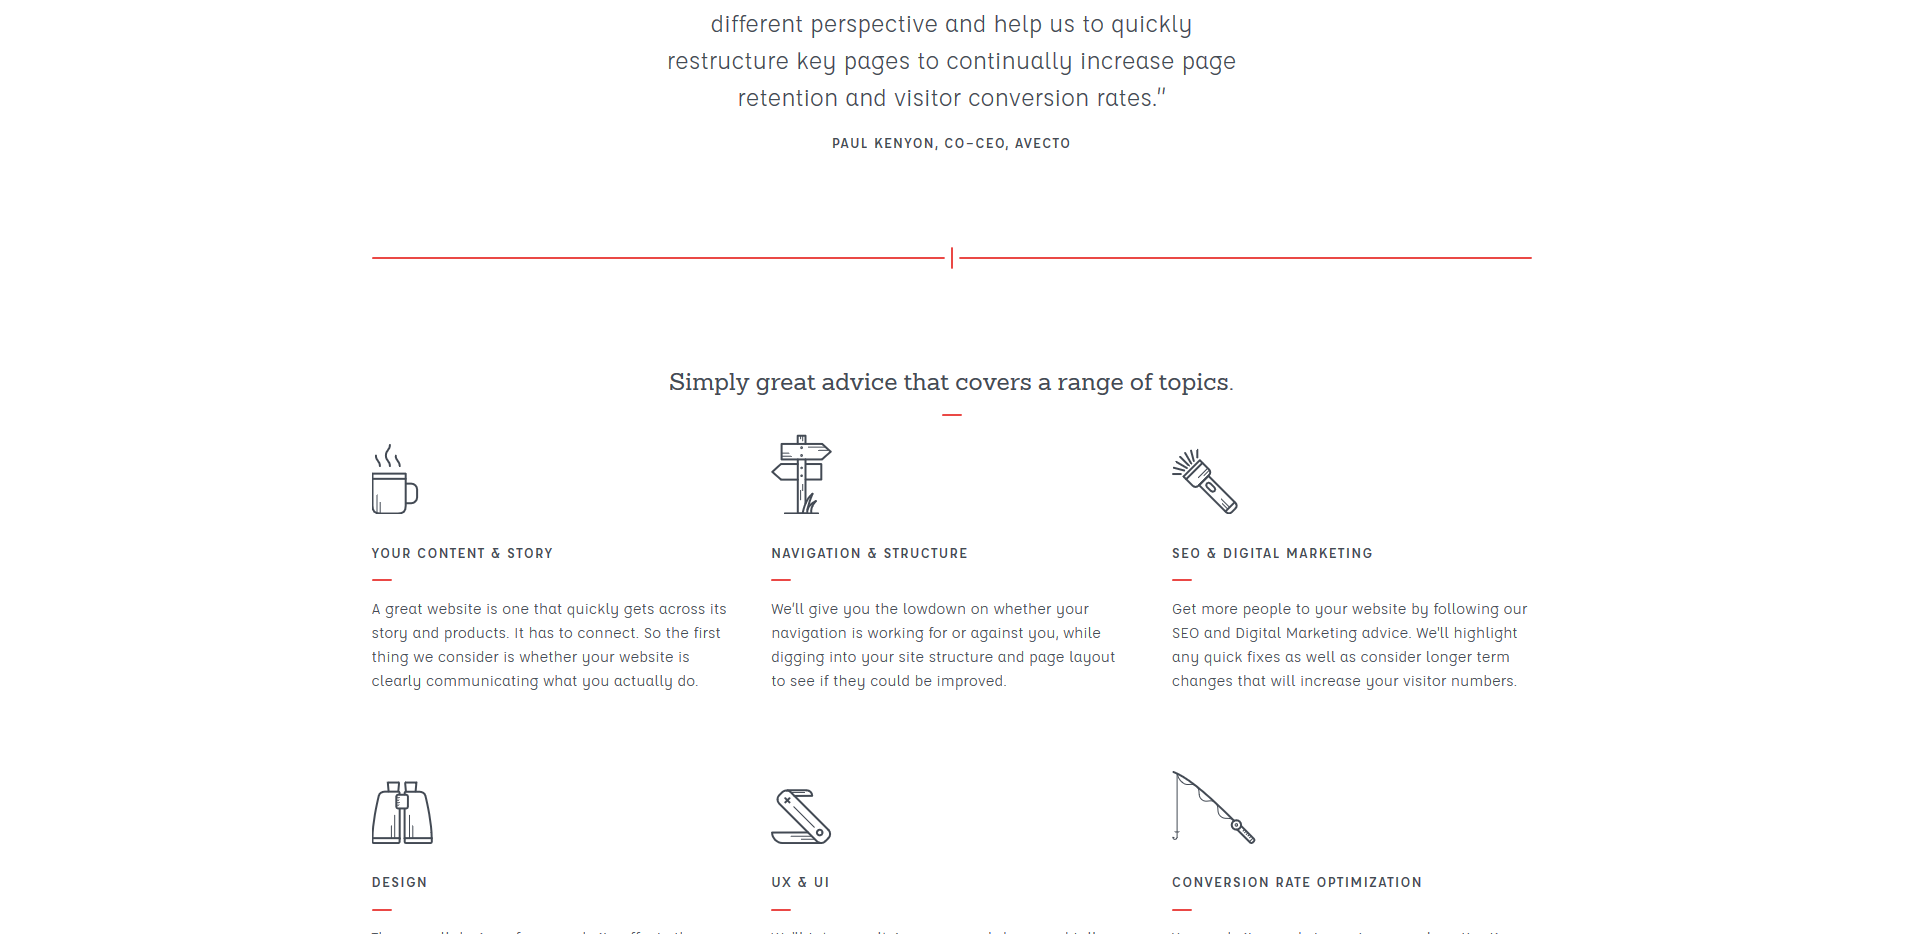 different perspective and help us to quickly
restructure key pages to continually increase page
retention and visitor conversion rates."
PAUL KENYON, CO-CEO, AVECTO
Simply great advice that covers a range of topics.
YOUR CONTENT & STORY
A great website is one that quickly gets across its
story and products. It has to connect. So the first
thing we consider is whether your website is
clearly communicating what you actually do.
NAVIGATION & STRUCTURE
We'll give you the lowdown on whether your
navigation is working for or against you, while
digging into your site structure and page layout
to see if they could be improved.
SEO & DIGITAL MARKETING
Get more people to your website by following our
SEO and Digital Marketing advice. We'll highlight
any quick fixes as well as consider longer term
changes that will increase your visitor numbers.
DESIGN
UX & UI
CONVERSION RATE OPTIMIZATION